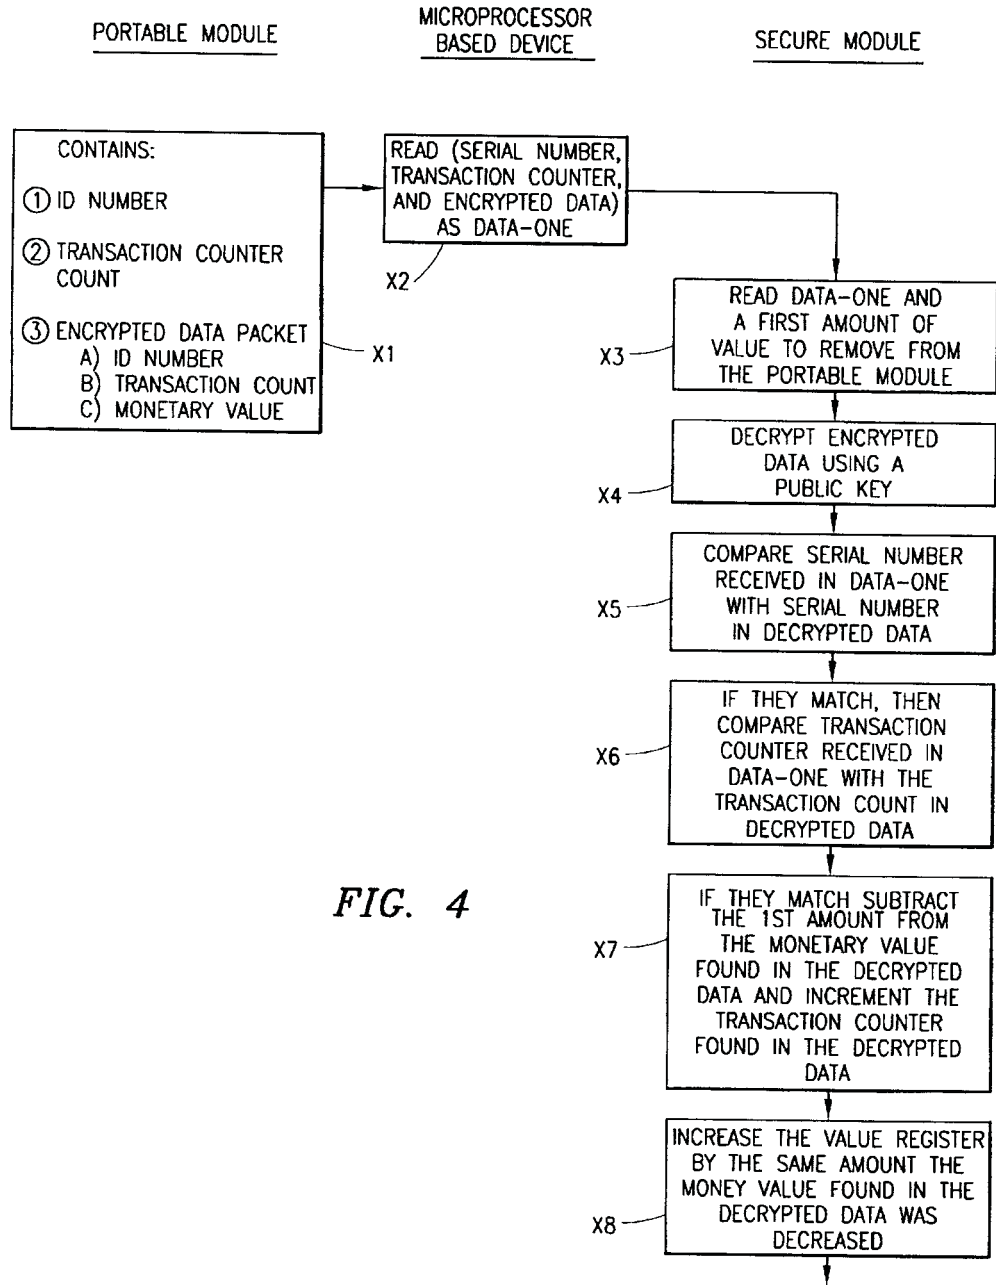 PORTABLE MODULE
MICROPROCESSOR
BASED DEVICE
SECURE MODULE
CONTAINS:
① ID NUMBER
② TRANSACTION COUNTER
COUNT
③ ENCRYPTED DATA PACKET
A) ID NUMBER
B) TRANSACTION COUNT
C) MONETARY VALUE
X1
READ (SERIAL NUMBER,
TRANSACTION COUNTER,
AND ENCRYPTED DATA)
AS DATA-ONE
X2
READ DATA-ONE AND
A FIRST AMOUNT OF
VALUE TO REMOVE FROM
THE PORTABLE MODULE
X3
DECRYPT ENCRYPTED
DATA USING A
PUBLIC KEY
X4
COMPARE SERIAL NUMBER
RECEIVED IN DATA-ONE
WITH SERIAL NUMBER
IN DECRYPTED DATA
X5
IF THEY MATCH, THEN
COMPARE TRANSACTION
COUNTER RECEIVED IN
DATA-ONE WITH THE
TRANSACTION COUNT IN
DECRYPTED DATA
X6
IF THEY MATCH SUBTRACT
THE 1ST AMOUNT FROM
THE MONETARY VALUE
FOUND IN THE DECRYPTED
DATA AND INCREMENT THE
TRANSACTION COUNTER
FOUND IN THE DECRYPTED
DATA
X7
INCREASE THE VALUE REGISTER
BY THE SAME AMOUNT THE
MONEY VALUE FOUND IN THE
DECRYPTED DATA WAS
DECREASED
X8
FIG. 4